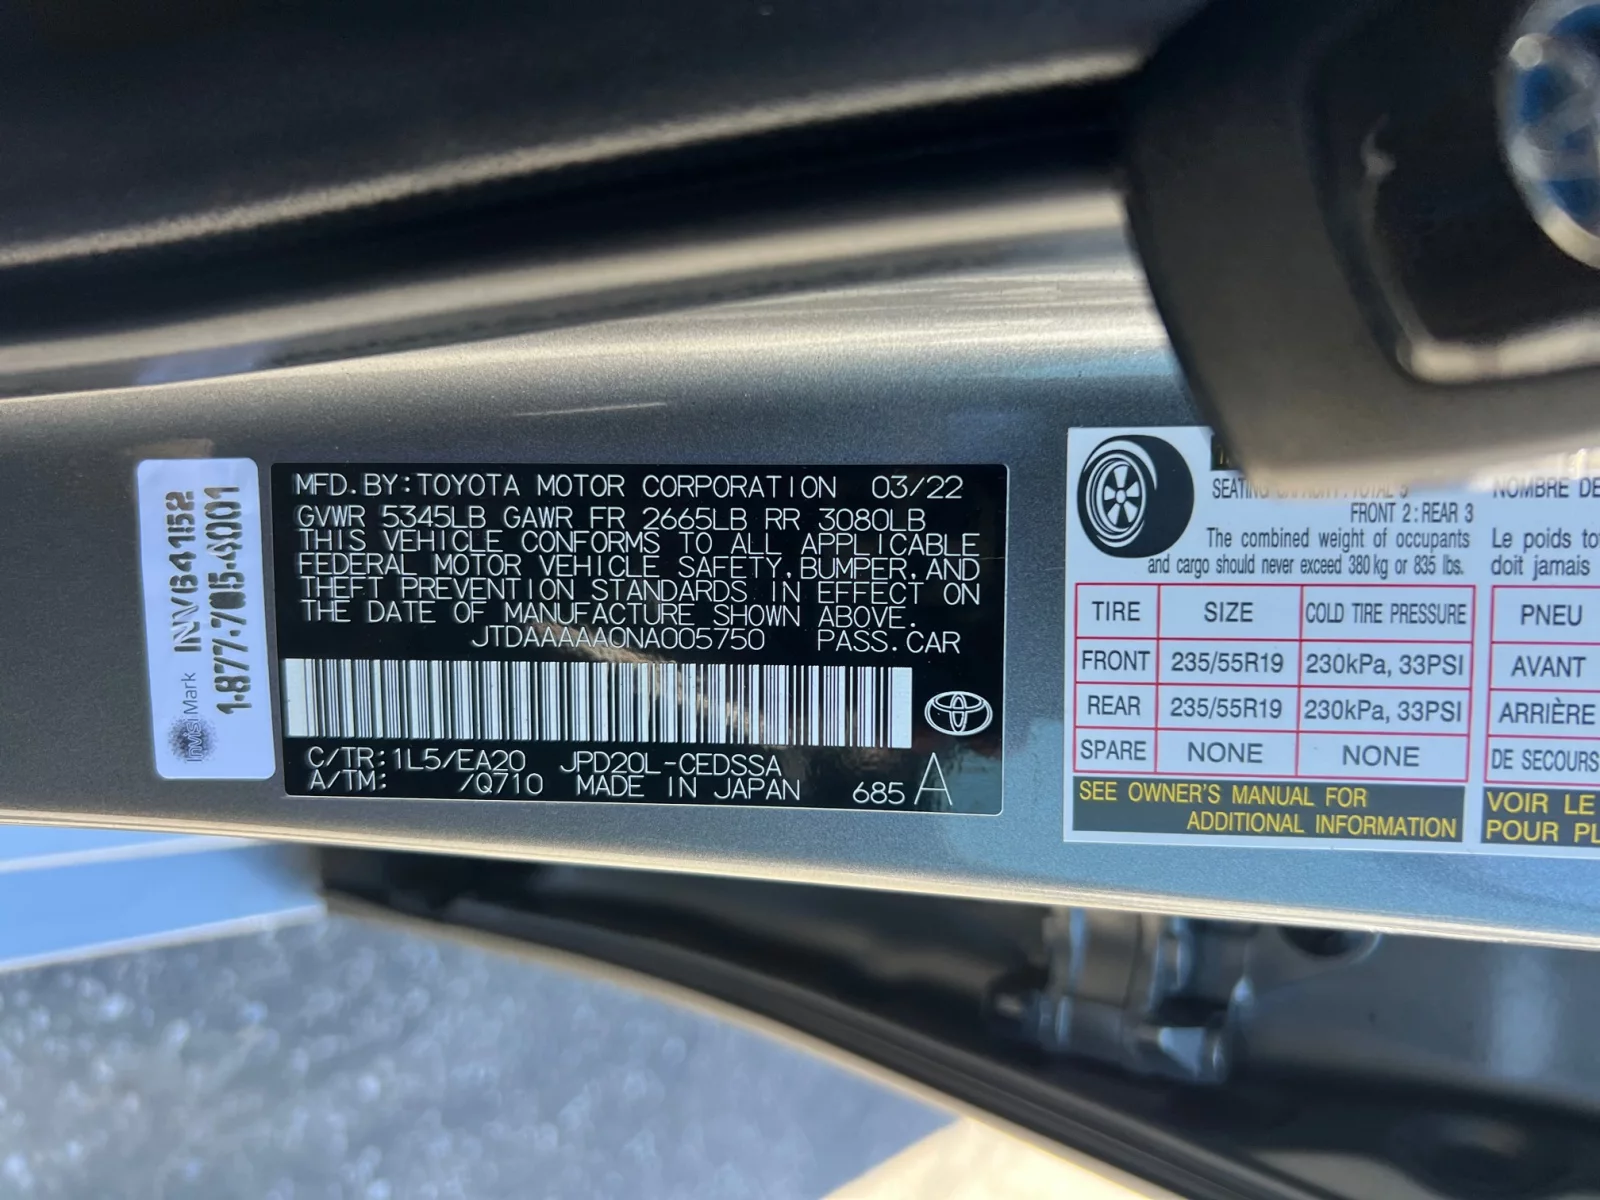 InvisiMark INV64152
1-877-705-4001
MFD.BY:TOYOTA MOTOR CORPORATION 03/22
GVWR 5345LB GAWR FR 2665LB RR 3080LB
THIS VEHICLE CONFORMS TO ALL APPLICABLE
FEDERAL MOTOR VEHICLE SAFETY,BUMPER,AND
THEFT PREVENTION STANDARDS IN EFFECT ON
THE DATE OF MANUFACTURE SHOWN ABOVE.
JTDAAAAAA0NA005750 PASS.CAR
C/TR:1L5/EA20 JPD20L-CEDSSA
A/TM: /Q710 MADE IN JAPAN 685 A
FRONT 2:REAR 3
The combined weight of occupants
and cargo should never exceed 380 kg or 835 lbs.
TIRE SIZE COLD TIRE PRESSURE
FRONT 235/55R19 230kPa, 33PSI
REAR 235/55R19 230kPa, 33PSI
SPARE NONE NONE
SEE OWNER'S MANUAL FOR
ADDITIONAL INFORMATION
NOMBRE DE
Le poids
doit jamais
PNEU
AVANT
ARRIÈRE
DE SECOURS
VOIR LE
POUR